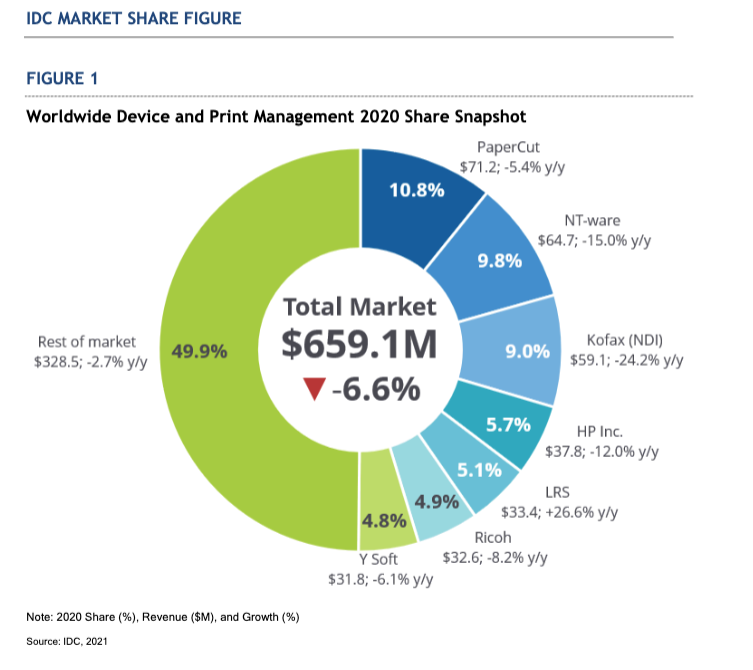 IDC MARKET SHARE FIGURE
FIGURE 1
Worldwide Device and Print Management 2020 Share Snapshot
PaperCut
$71.2; -5.4% y/y
10.8%
NT-ware
$64.7; -15.0% y/y
9.8%
Kofax (NDI)
$59.1; -24.2% y/y
9.0%
HP Inc.
$37.8; -12.0% y/y
5.7%
LRS
$33.4; +26.6% y/y
5.1%
Ricoh
$32.6; -8.2% y/y
4.9%
Y Soft
$31.8; -6.1% y/y
4.8%
Rest of market
$328.5; -2.7% y/y
49.9%
Total Market
$659.1M
▼ -6.6%
Note: 2020 Share (%), Revenue ($M), and Growth (%)
Source: IDC, 2021